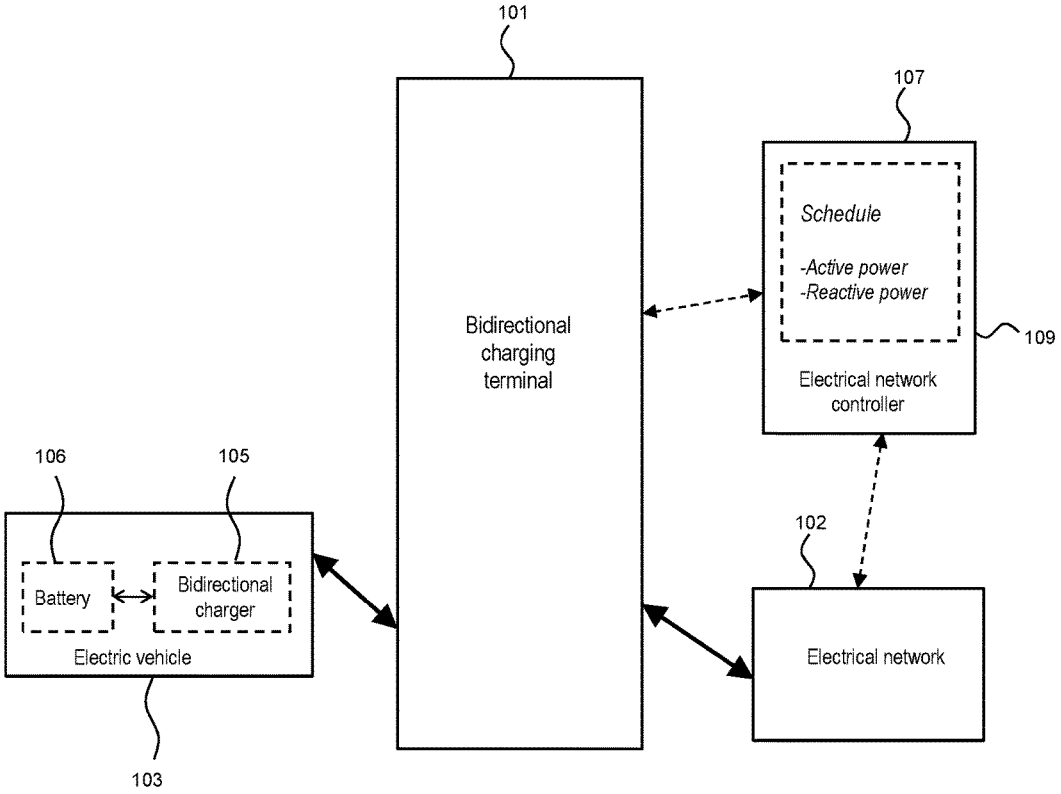 101
107
Schedule
-Active power
-Reactive power
109
Electrical network
controller
Bidirectional
charging
terminal
106
105
Battery
Bidirectional
charger
Electric vehicle
103
102
Electrical network